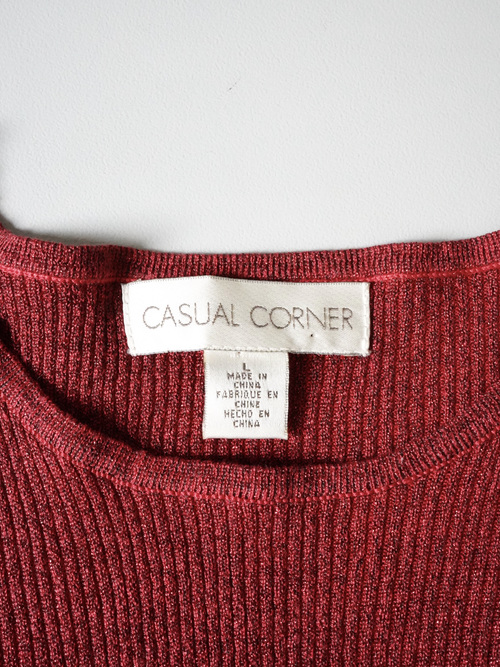 CASUAL CORNER
L
MADE IN
CHINA
FABRIQUE EN
CHINE
HECHO EN
CHINA